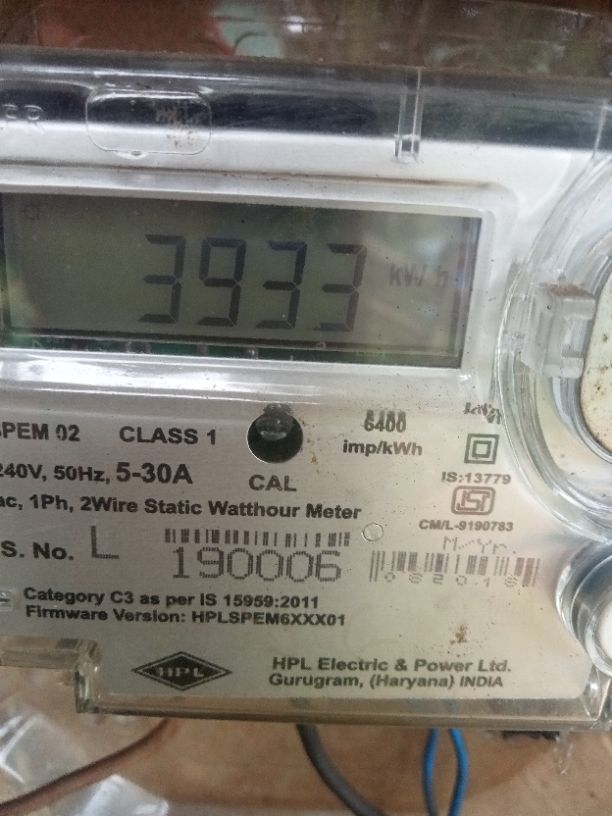 3933 kWh
SPEM 02 CLASS 1 6400 imp/kWh
240V, 50Hz, 5-30A CAL IS:13779
ac, 1Ph, 2Wire Static Watthour Meter CM/L-9190783
S. No. L 190006 M/Yr.
Category C3 as per IS 15959:2011
Firmware Version: HPLSPEM6XXX01
HPL HPL Electric & Power Ltd.
Gurugram, (Haryana) INDIA